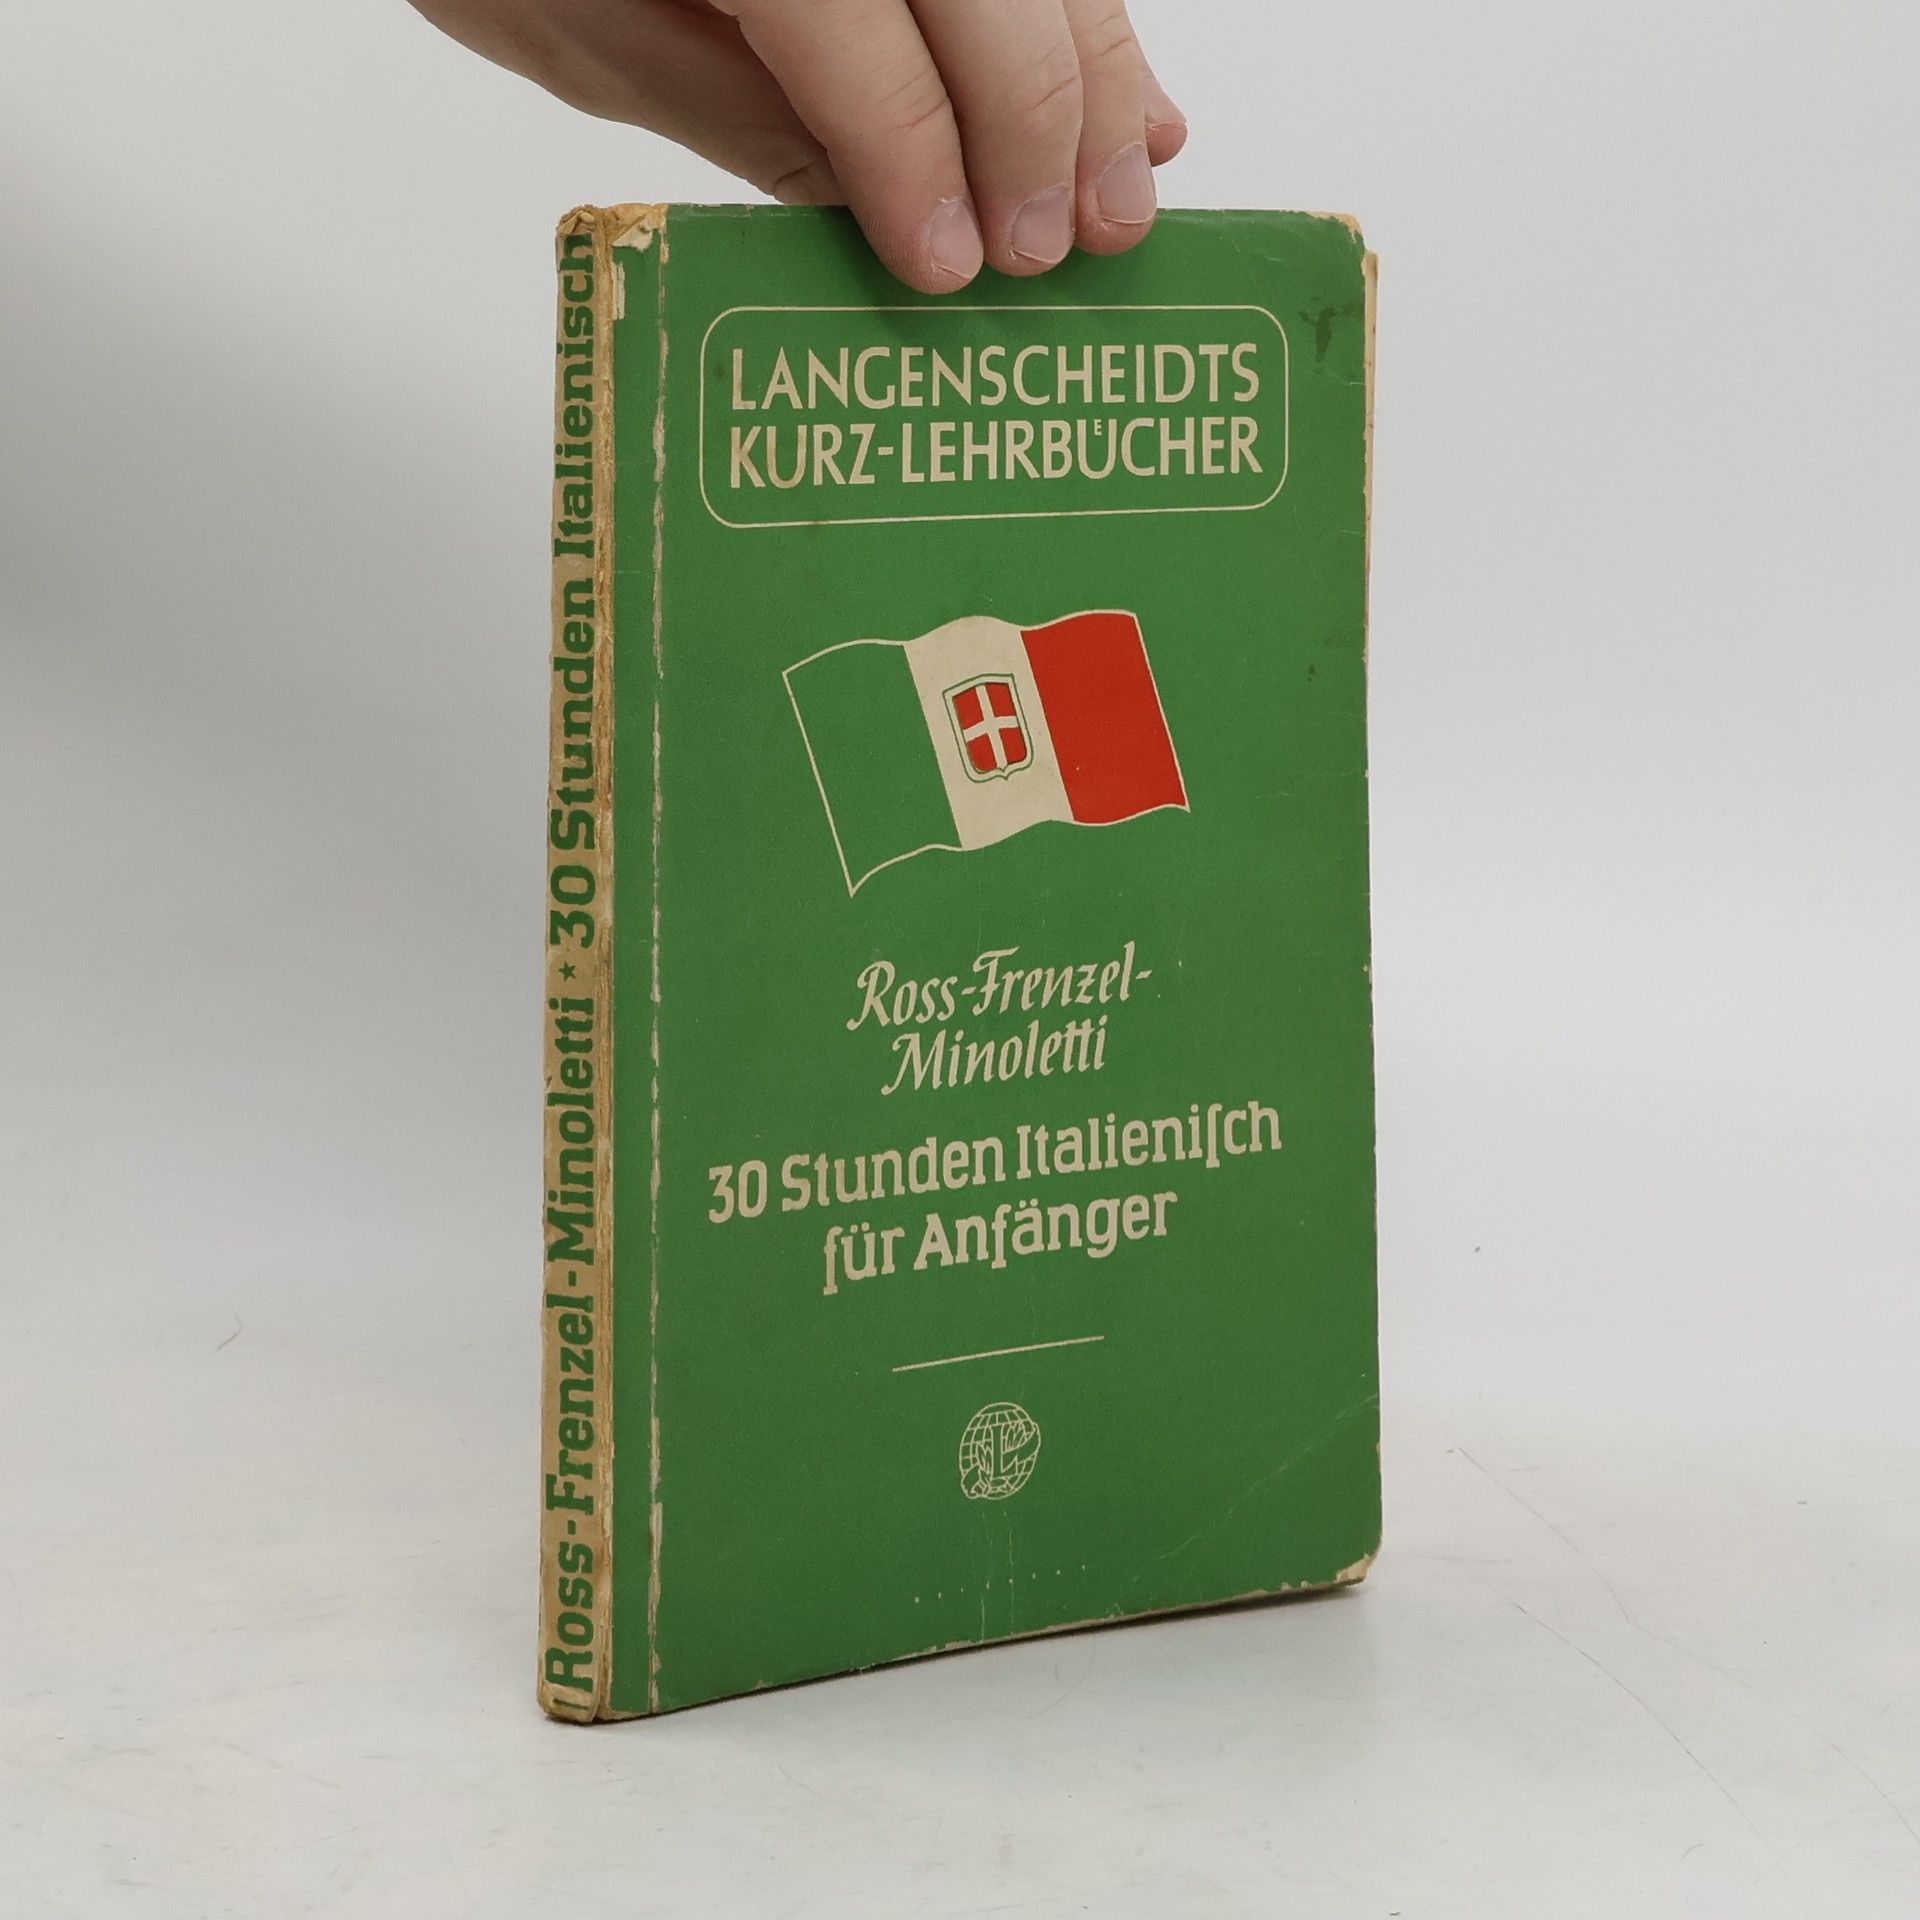 LANGENSCHEIDTS
KURZ-LEHRBÜCHER
Ross-Frenzel-
Minoletti
30 Stunden Italieniſch
für Anfänger
L
Ross-Frenzel-Minoletti ★ 30 Stunden Italienisch